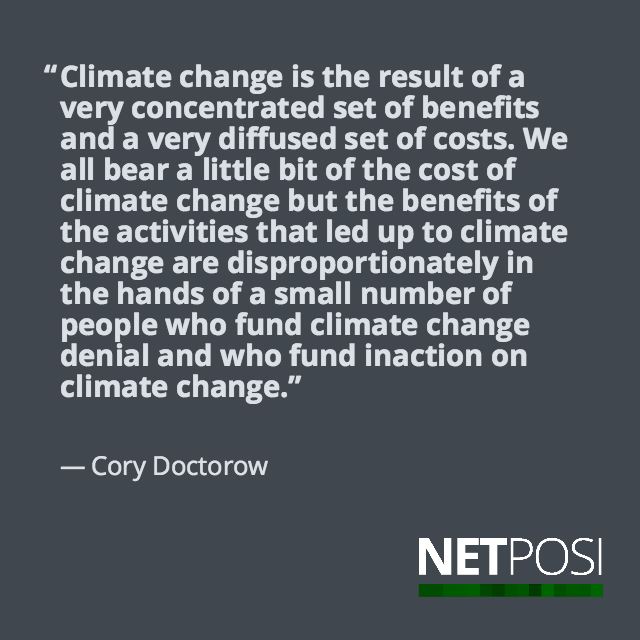 “Climate change is the result of a
very concentrated set of benefits
and a very diffused set of costs. We
all bear a little bit of the cost of
climate change but the benefits of
the activities that led up to climate
change are disproportionately in
the hands of a small number of
people who fund climate change
denial and who fund inaction on
climate change.”
— Cory Doctorow
NETPOSI